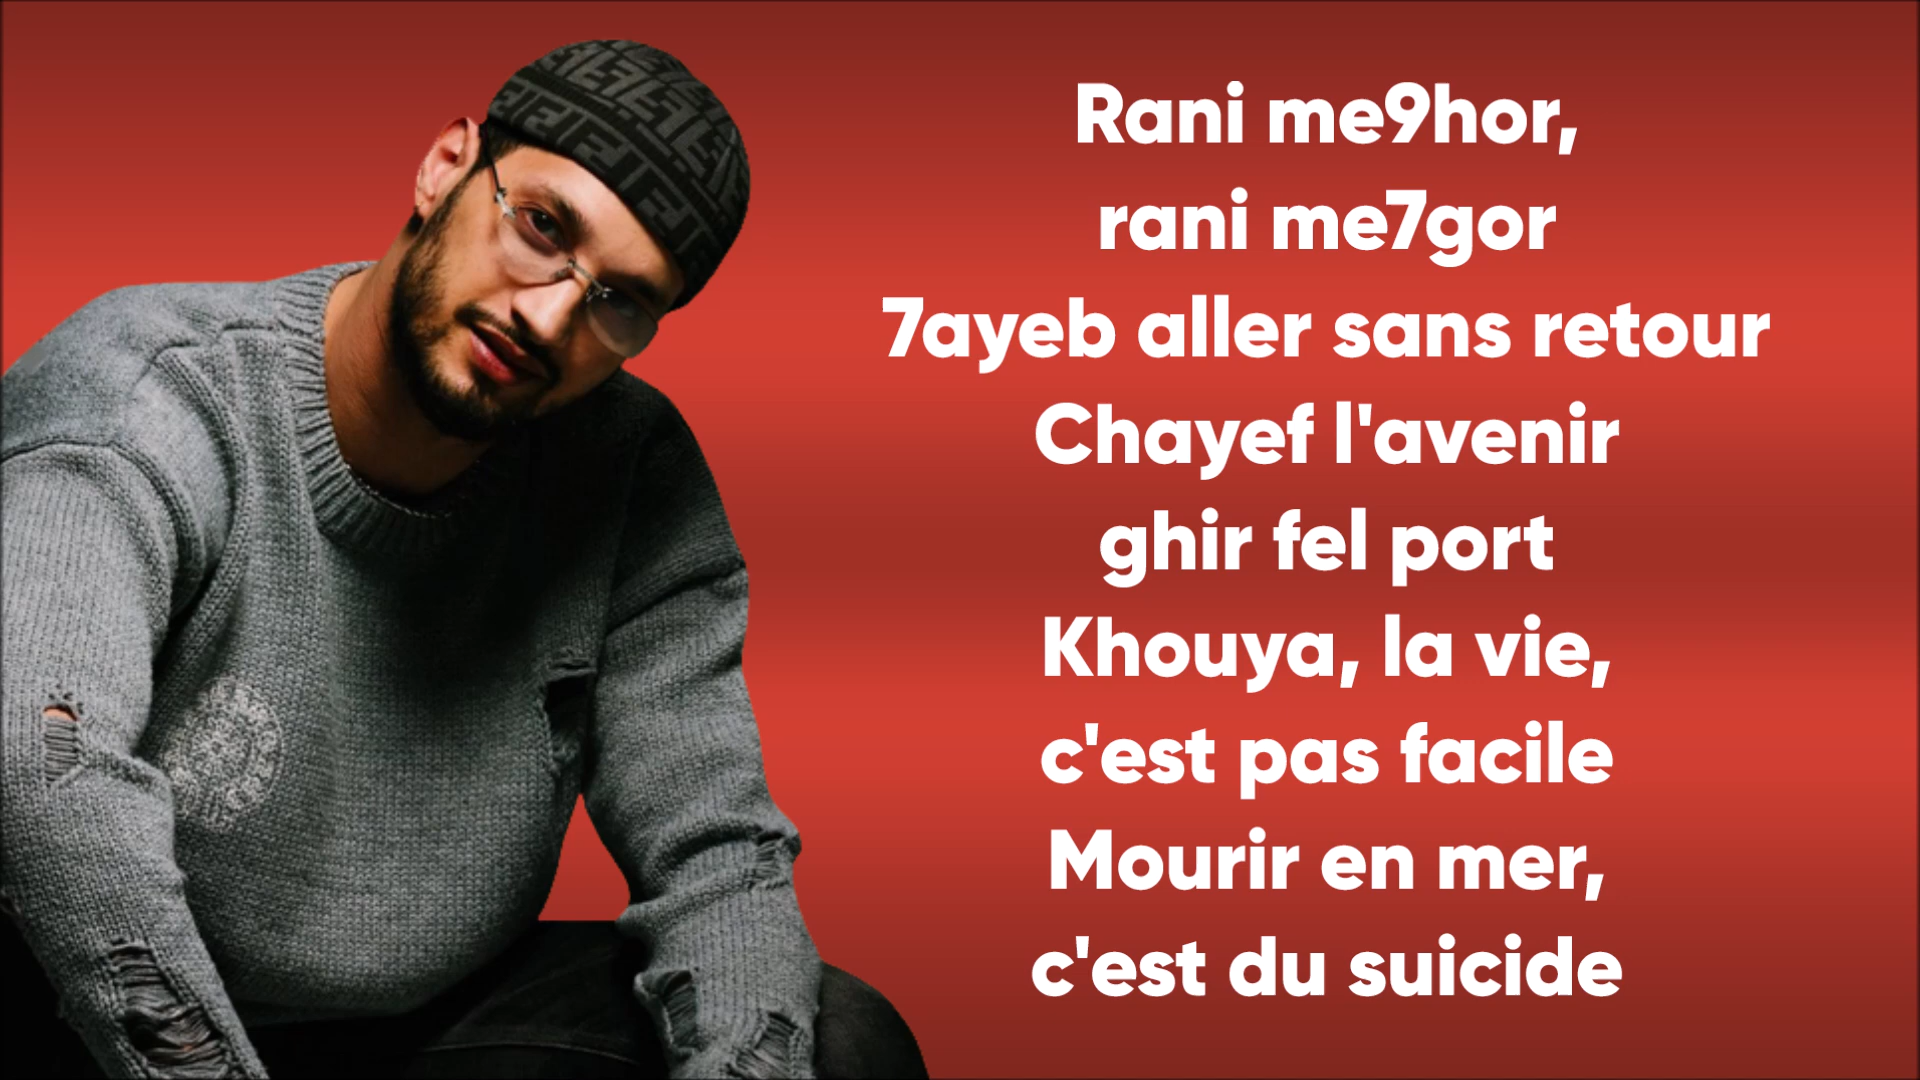 Rani me9hor,
rani me7gor
7ayeb aller sans retour
Chayef l'avenir
ghir fel port
Khouya, la vie,
c'est pas facile
Mourir en mer,
c'est du suicide